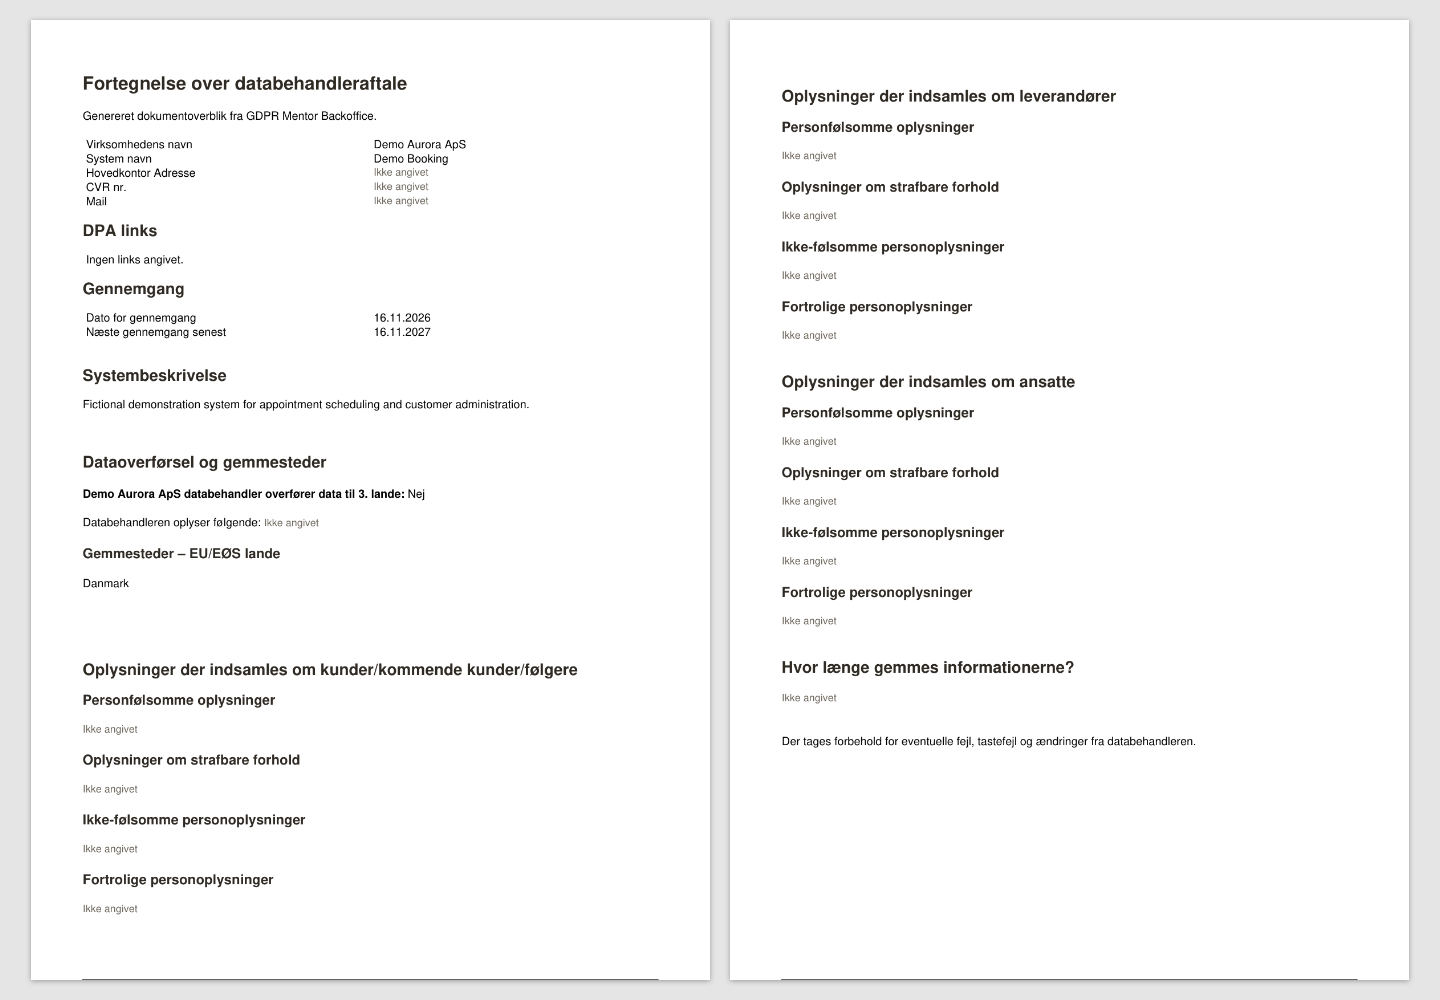 Fortegnelse over databehandleraftale
Genereret dokumentoverblik fra GDPR Mentor Backoffice.
Virksomhedens navn Demo Aurora ApS
System navn Demo Booking
Hovedkontor Adresse Ikke angivet
CVR nr. Ikke angivet
Mail Ikke angivet
DPA links
Ingen links angivet.
Gennemgang
Dato for gennemgang 16.11.2026
Næste gennemgang senest 16.11.2027
Systembeskrivelse
Fictional demonstration system for appointment scheduling and customer administration.
Dataoverførsel og gemmesteder
Demo Aurora ApS databehandler overfører data til 3. lande: Nej
Databehandleren oplyser følgende: Ikke angivet
Gemmesteder – EU/EØS lande
Danmark
Oplysninger der indsamles om kunder/kommende kunder/følgere
Personfølsomme oplysninger
Ikke angivet
Oplysninger om strafbare forhold
Ikke angivet
Ikke-følsomme personoplysninger
Ikke angivet
Fortrolige personoplysninger
Ikke angivet
Oplysninger der indsamles om leverandører
Personfølsomme oplysninger
Ikke angivet
Oplysninger om strafbare forhold
Ikke angivet
Ikke-følsomme personoplysninger
Ikke angivet
Fortrolige personoplysninger
Ikke angivet
Oplysninger der indsamles om ansatte
Personfølsomme oplysninger
Ikke angivet
Oplysninger om strafbare forhold
Ikke angivet
Ikke-følsomme personoplysninger
Ikke angivet
Fortrolige personoplysninger
Ikke angivet
Hvor længe gemmes informationerne?
Ikke angivet
Der tages forbehold for eventuelle fejl, tastefejl og ændringer fra databehandleren.